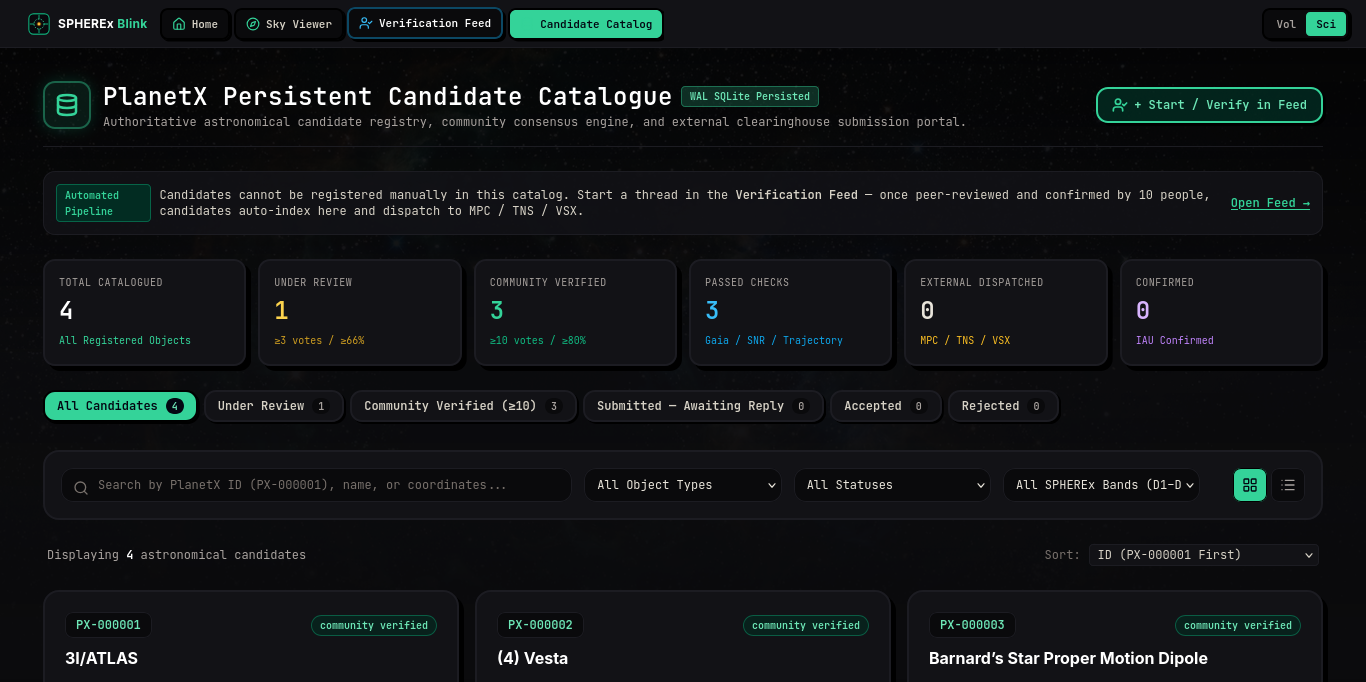 SPHEREx Blink
Home
Sky Viewer
Verification Feed
Candidate Catalog
Vol
Sci
PlanetX Persistent Candidate Catalogue
WAL SQLite Persisted
Authoritative astronomical candidate registry, community consensus engine, and external clearinghouse submission portal.
+ Start / Verify in Feed
Automated
Pipeline
Candidates cannot be registered manually in this catalog. Start a thread in the Verification Feed — once peer-reviewed and confirmed by 10 people,
candidates auto-index here and dispatch to MPC / TNS / VSX.
Open Feed →
TOTAL CATALOGUED
4
All Registered Objects
UNDER REVIEW
1
≥3 votes / ≥66%
COMMUNITY VERIFIED
3
≥10 votes / ≥80%
PASSED CHECKS
3
Gaia / SNR / Trajectory
EXTERNAL DISPATCHED
0
MPC / TNS / VSX
CONFIRMED
0
IAU Confirmed
All Candidates 4
Under Review 1
Community Verified (≥10) 3
Submitted — Awaiting Reply 0
Accepted 0
Rejected 0
Search by PlanetX ID (PX-000001), name, or coordinates...
All Object Types
All Statuses
All SPHEREx Bands (D1–D
Displaying 4 astronomical candidates
Sort:
ID (PX-000001 First)
PX-000001
community verified
3I/ATLAS
PX-000002
community verified
(4) Vesta
PX-000003
community verified
Barnard’s Star Proper Motion Dipole